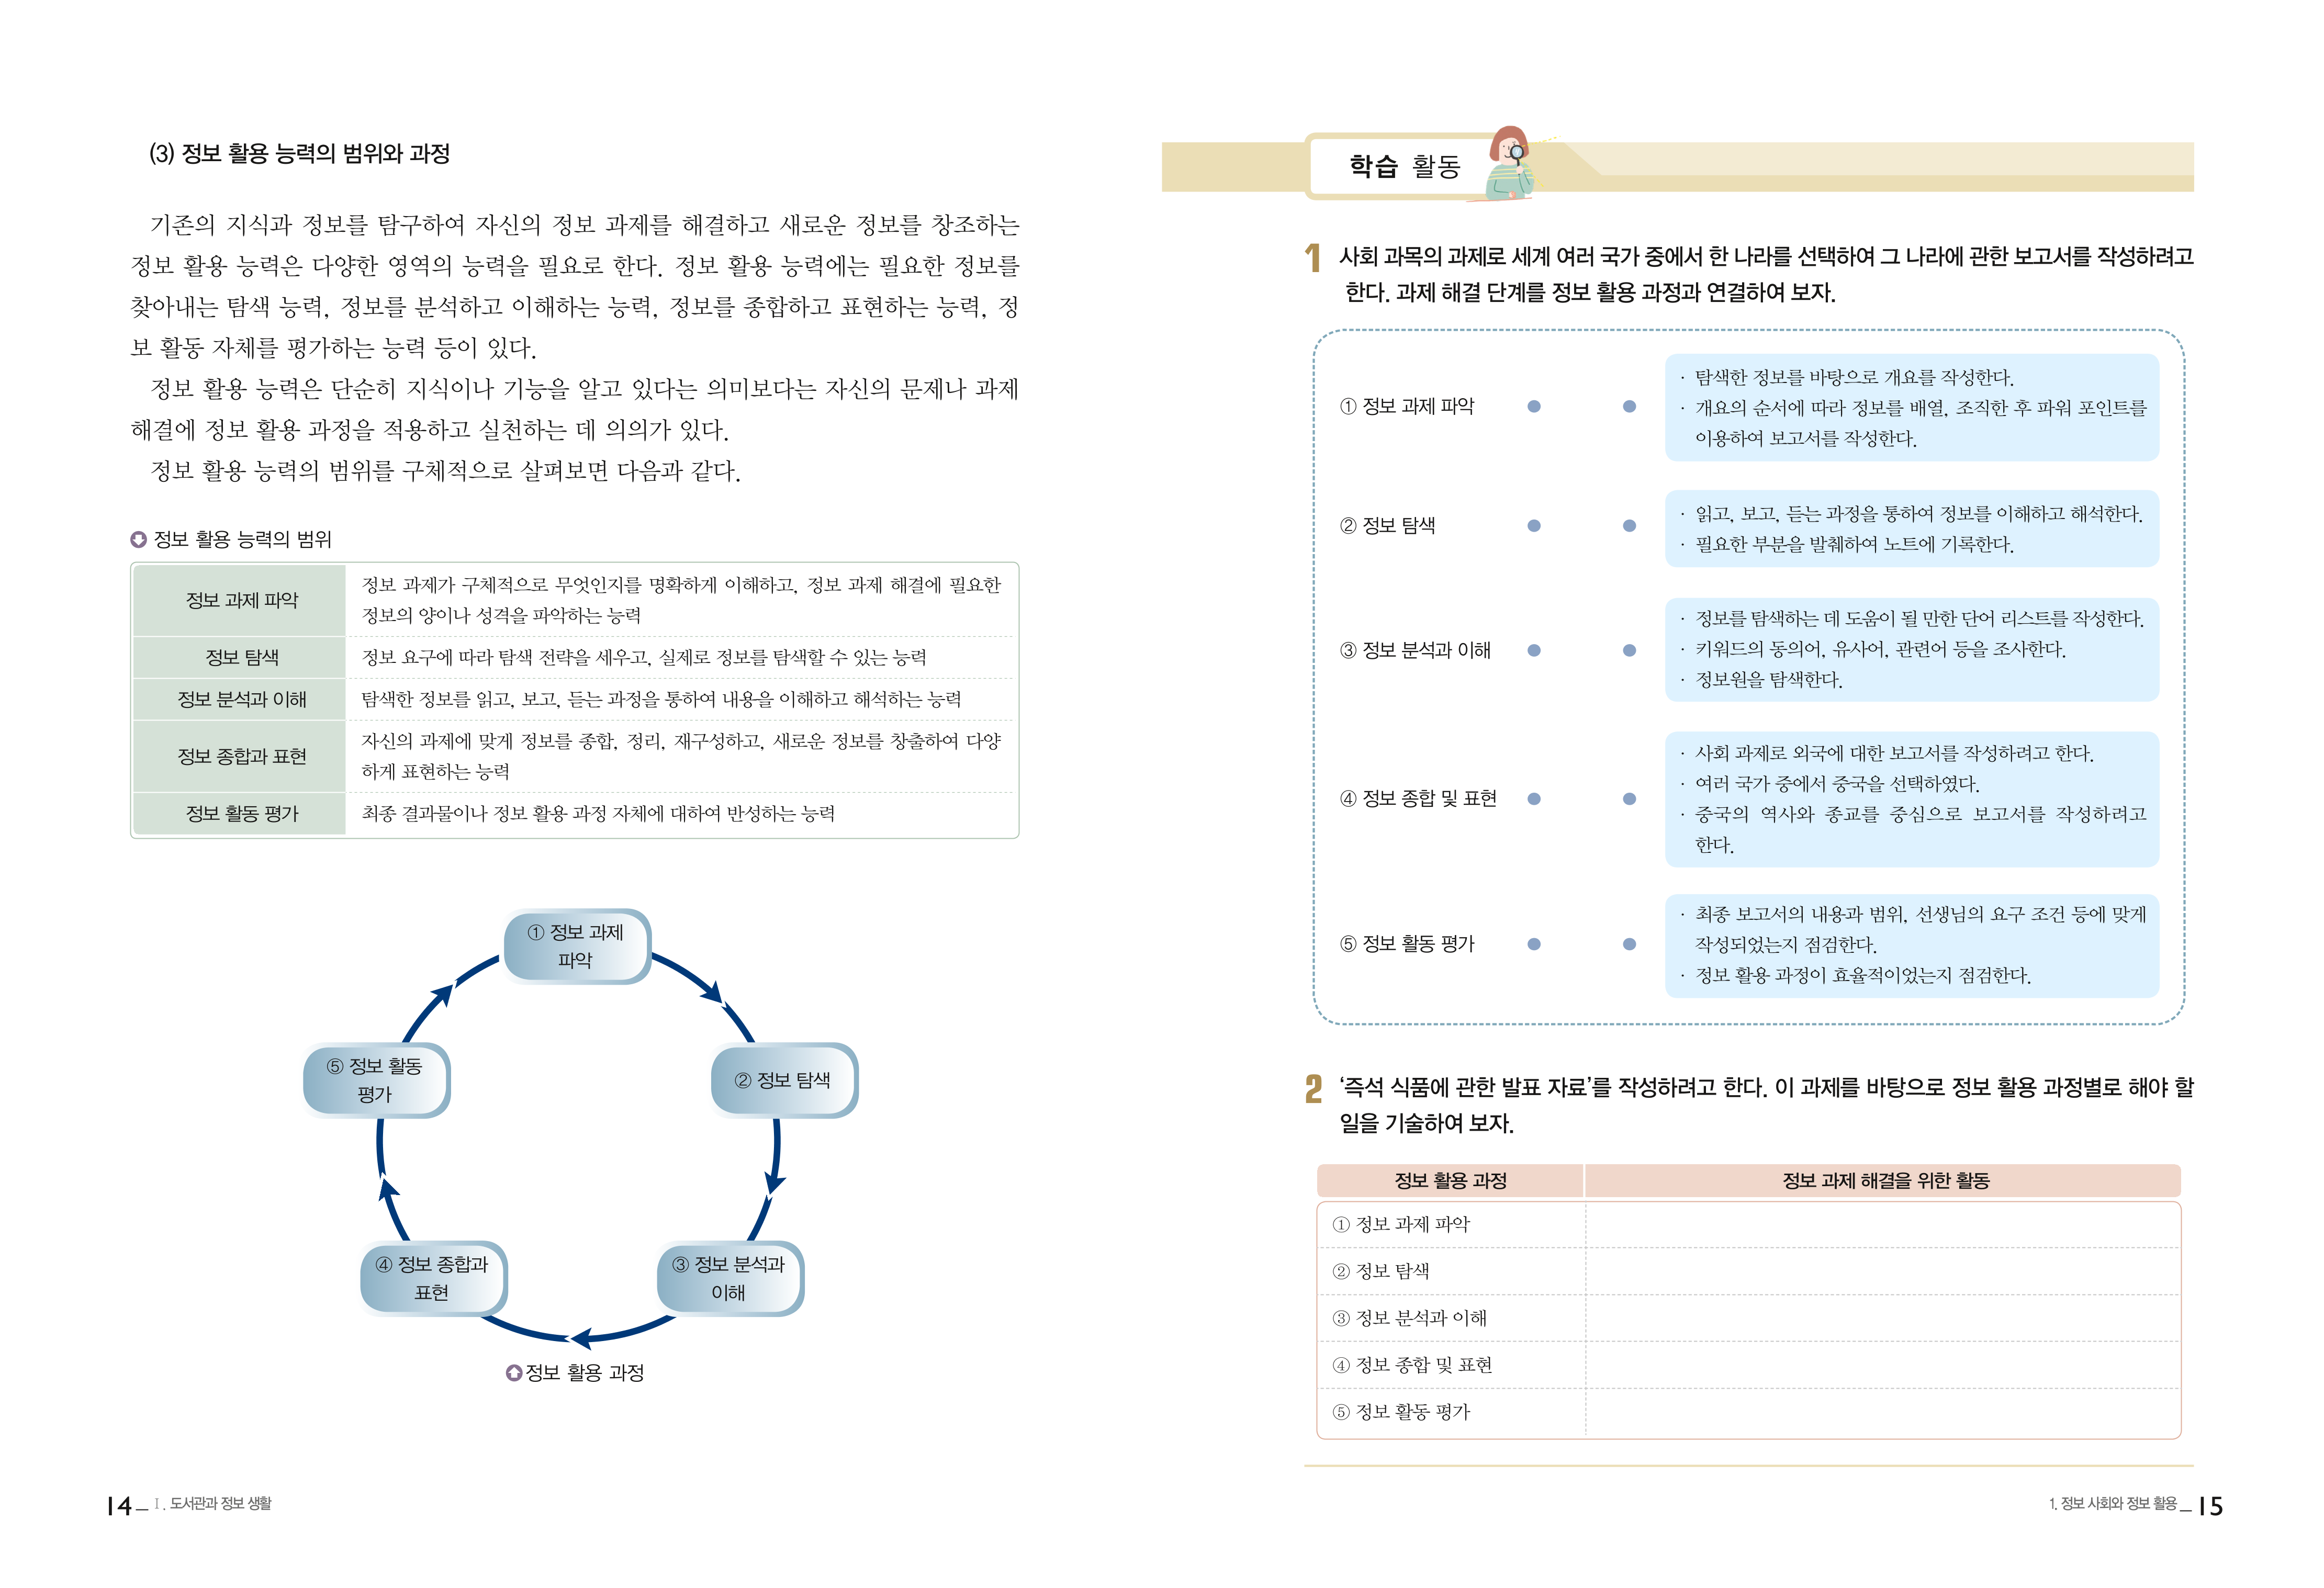 (3) 정보 활용 능력의 범위와 과정
기존의 지식과 정보를 탐구하여 자신의 정보 과제를 해결하고 새로운 정보를 창조하는
정보 활용 능력은 다양한 영역의 능력을 필요로 한다. 정보 활용 능력에는 필요한 정보를
찾아내는 탐색 능력, 정보를 분석하고 이해하는 능력, 정보를 종합하고 표현하는 능력, 정
보 활동 자체를 평가하는 능력 등이 있다.
정보 활용 능력은 단순히 지식이나 기능을 알고 있다는 의미보다는 자신의 문제나 과제
해결에 정보 활용 과정을 적용하고 실천하는 데 의의가 있다.
정보 활용 능력의 범위를 구체적으로 살펴보면 다음과 같다.
정보 활용 능력의 범위
정보 과제 파악
정보 과제가 구체적으로 무엇인지를 명확하게 이해하고, 정보 과제 해결에 필요한
정보의 양이나 성격을 파악하는 능력
정보 탐색
정보 요구에 따라 탐색 전략을 세우고, 실제로 정보를 탐색할 수 있는 능력
정보 분석과 이해
탐색한 정보를 읽고, 보고, 듣는 과정을 통하여 내용을 이해하고 해석하는 능력
정보 종합과 표현
자신의 과제에 맞게 정보를 종합, 정리, 재구성하고, 새로운 정보를 창출하여 다양
하게 표현하는 능력
정보 활동 평가
최종 결과물이나 정보 활용 과정 자체에 대하여 반성하는 능력
① 정보 과제
파악
② 정보 탐색
③ 정보 분석과
이해
④ 정보 종합과
표현
⑤ 정보 활동
평가
정보 활용 과정
14 Ⅰ. 도서관과 정보 생활
학습 활동
1 사회 과목의 과제로 세계 여러 국가 중에서 한 나라를 선택하여 그 나라에 관한 보고서를 작성하려고
한다. 과제 해결 단계를 정보 활용 과정과 연결하여 보자.
① 정보 과제 파악
· 탐색한 정보를 바탕으로 개요를 작성한다.
· 개요의 순서에 따라 정보를 배열, 조직한 후 파워 포인트를
이용하여 보고서를 작성한다.
② 정보 탐색
· 읽고, 보고, 듣는 과정을 통하여 정보를 이해하고 해석한다.
· 필요한 부분을 발췌하여 노트에 기록한다.
③ 정보 분석과 이해
· 정보를 탐색하는 데 도움이 될 만한 단어 리스트를 작성한다.
· 키워드의 동의어, 유사어, 관련어 등을 조사한다.
· 정보원을 탐색한다.
④ 정보 종합 및 표현
· 사회 과제로 외국에 대한 보고서를 작성하려고 한다.
· 여러 국가 중에서 중국을 선택하였다.
· 중국의 역사와 종교를 중심으로 보고서를 작성하려고
한다.
⑤ 정보 활동 평가
· 최종 보고서의 내용과 범위, 선생님의 요구 조건 등에 맞게
작성되었는지 점검한다.
· 정보 활용 과정이 효율적이었는지 점검한다.
2 ‘즉석 식품에 관한 발표 자료’를 작성하려고 한다. 이 과제를 바탕으로 정보 활용 과정별로 해야 할
일을 기술하여 보자.
정보 활용 과정
정보 과제 해결을 위한 활동
① 정보 과제 파악
② 정보 탐색
③ 정보 분석과 이해
④ 정보 종합 및 표현
⑤ 정보 활동 평가
1. 정보 사회와 정보 활용 15